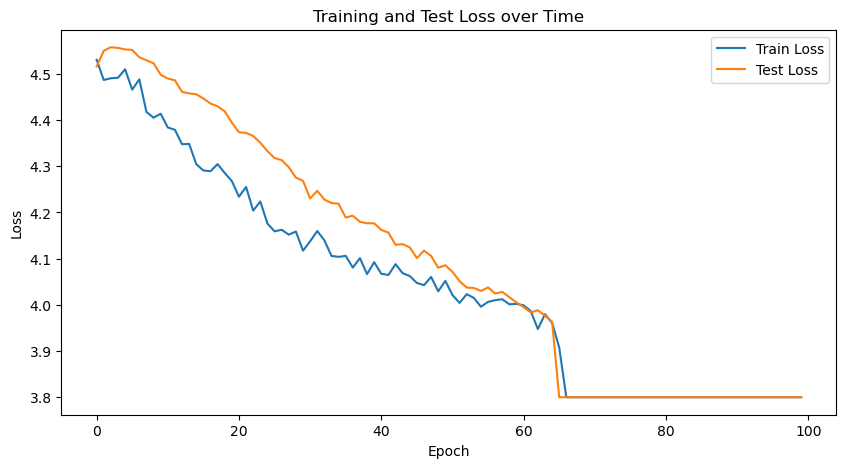 Training and Test Loss over Time
Train Loss
Test Loss
4.5
4.4
4.3
4.2
4.1
4.0
3.9
3.8
Loss
0 20 40 60 80 100
Epoch